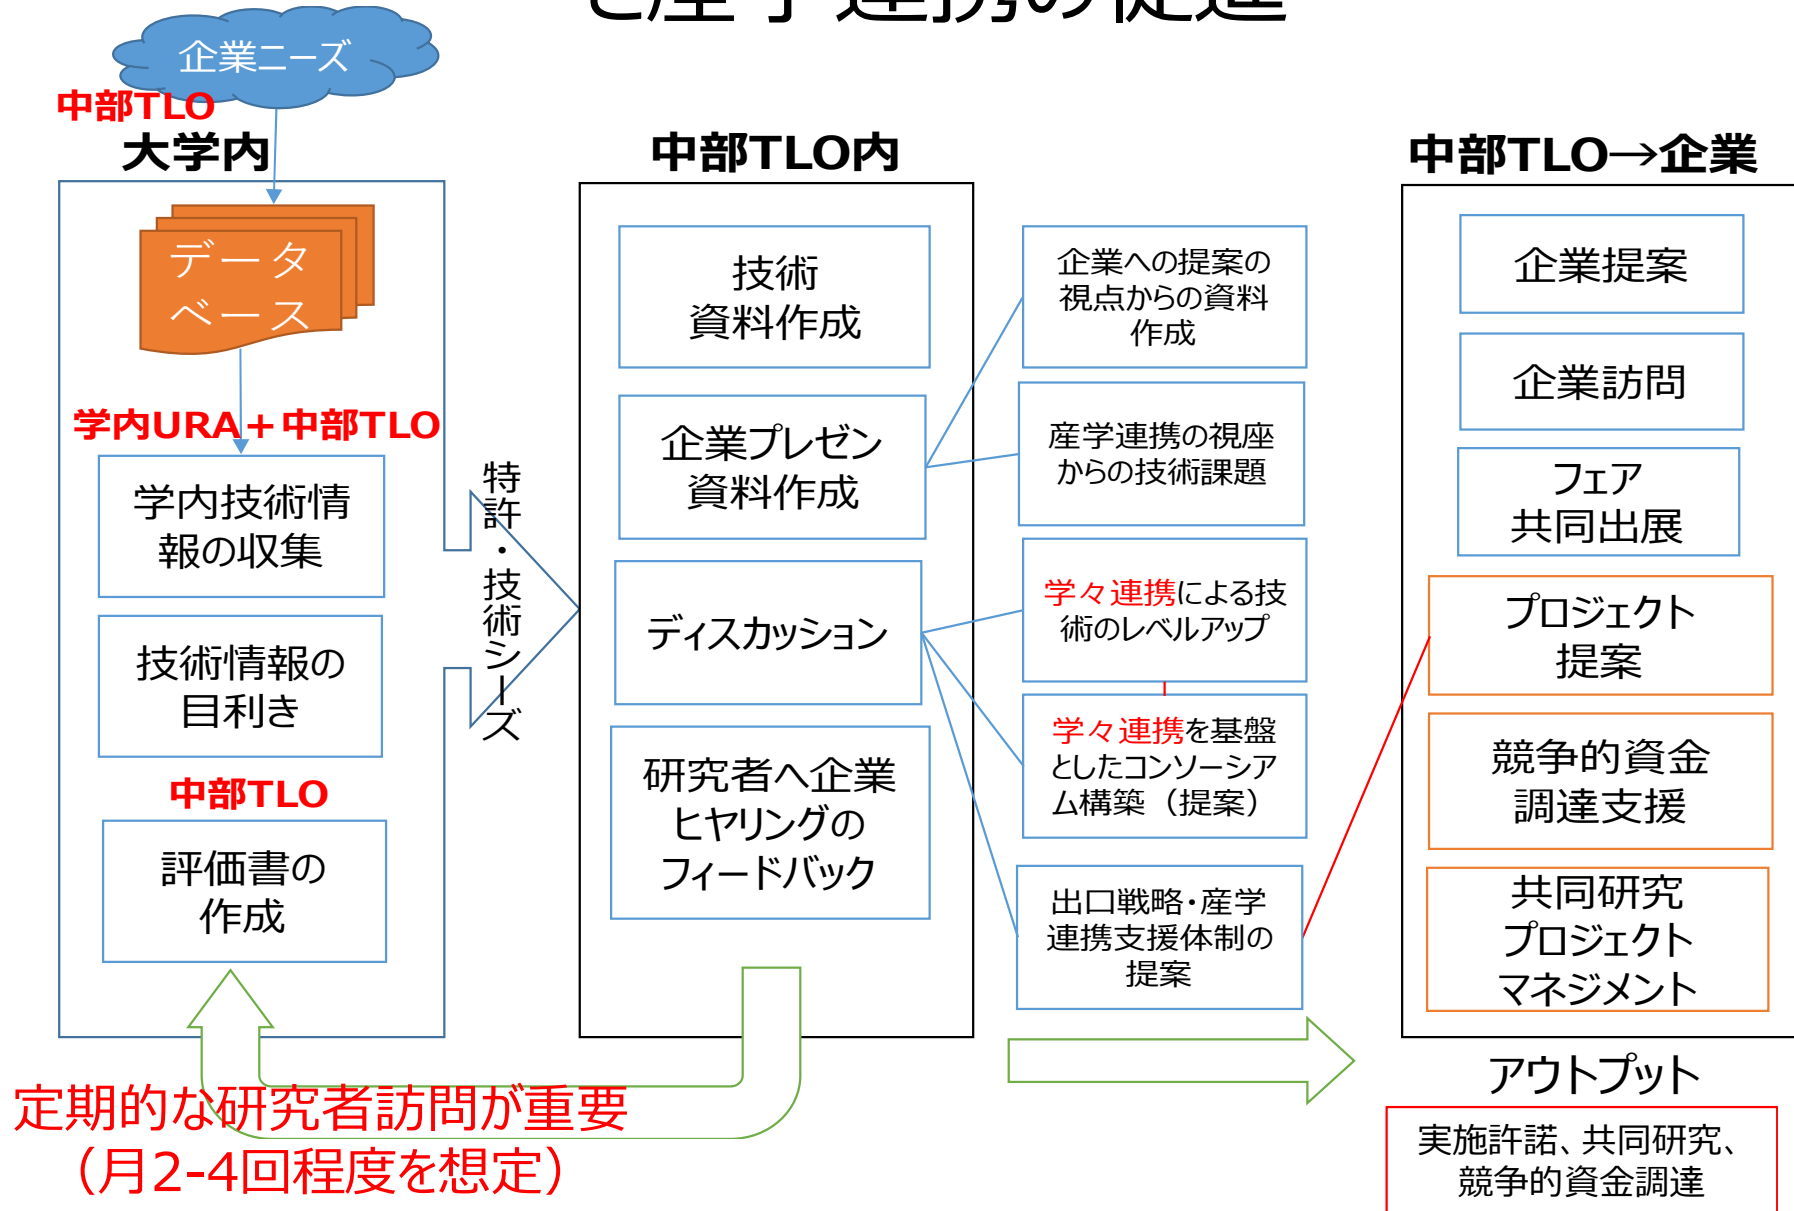 と産学連携の促進
企業ニーズ
中部TLO
大学内
データ
ベース
学内URA+中部TLO
学内技術情
報の収集
技術情報の
目利き
中部TLO
評価書の
作成
特許・技術シーズ
中部TLO内
技術
資料作成
企業プレゼン
資料作成
ディスカッション
研究者へ企業
ヒヤリングの
フィードバック
企業への提案の
視点からの資料
作成
産学連携の視座
からの技術課題
学々連携による技
術のレベルアップ
学々連携を基盤
としたコンソーシア
ム構築（提案）
出口戦略・産学
連携支援体制の
提案
中部TLO→企業
企業提案
企業訪問
フェア
共同出展
プロジェクト
提案
競争的資金
調達支援
共同研究
プロジェクト
マネジメント
アウトプット
実施許諾、共同研究、
競争的資金調達
定期的な研究者訪問が重要
（月2-4回程度を想定）